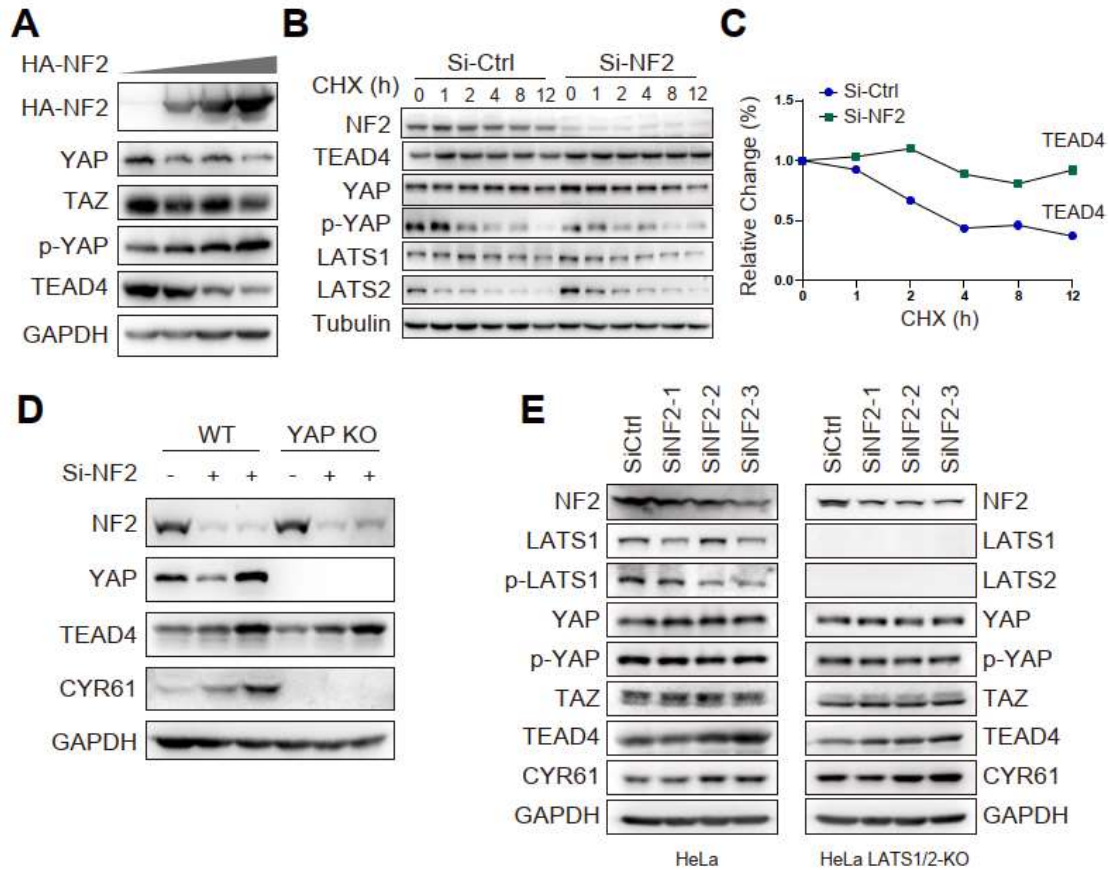 A
HA-NF2
HA-NF2
YAP
TAZ
p-YAP
TEAD4
GAPDH
B
Si-Ctrl Si-NF2
CHX (h) 0 1 2 4 8 12 0 1 2 4 8 12
NF2
TEAD4
YAP
p-YAP
LATS1
LATS2
Tubulin
C
Si-Ctrl
Si-NF2
Relative Change (%)
1.5
1.0
0.5
0.0
TEAD4
TEAD4
0 1 2 4 8 12
CHX (h)
D
WT YAP KO
Si-NF2 - + + - + +
NF2
YAP
TEAD4
CYR61
GAPDH
E
SiCtrl SiNF2-1 SiNF2-2 SiNF2-3 SiCtrl SiNF2-1 SiNF2-2 SiNF2-3
NF2 NF2
LATS1 LATS1
p-LATS1 LATS2
YAP YAP
p-YAP p-YAP
TAZ TAZ
TEAD4 TEAD4
CYR61 CYR61
GAPDH GAPDH
HeLa HeLa LATS1/2-KO